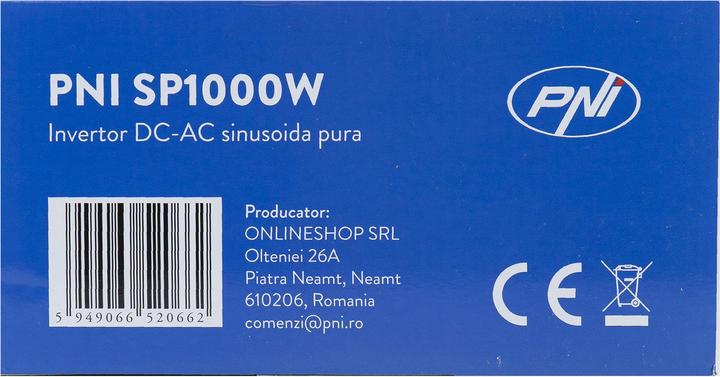 PNI SP1000W
Invertor DC-AC sinusoida pura
PNI
Producator:
ONLINESHOP SRL
Olteniei 26A
Piatra Neamt, Neamt
610206, Romania
comenzi@pni.ro
5 949066 520662
CE